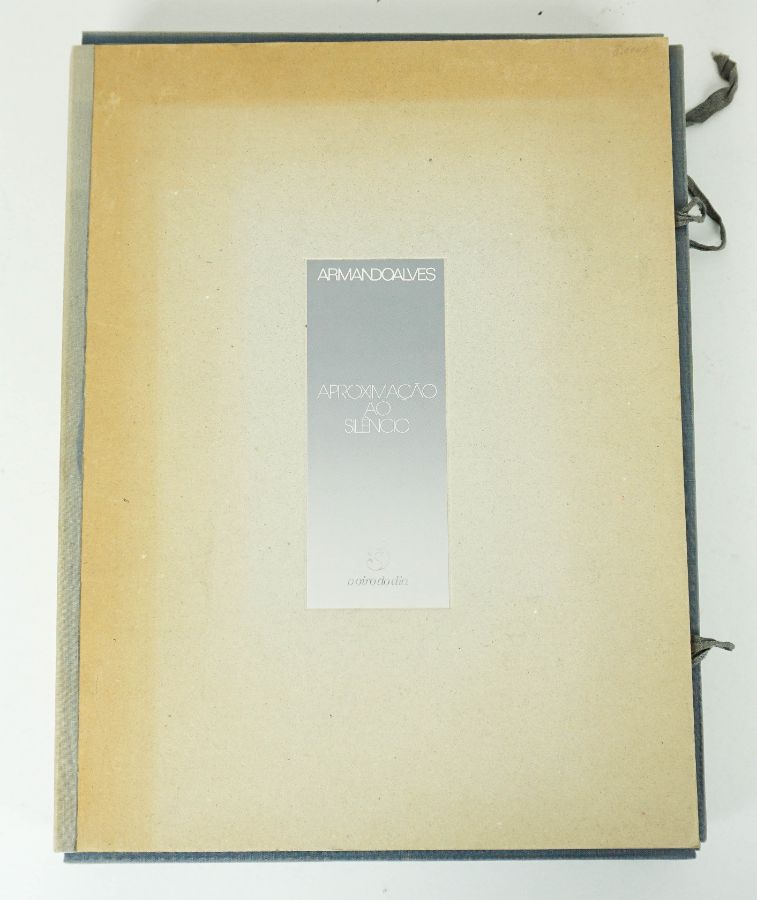 ARMANDOALVES
APROXIMAÇÃO
AO
SILÊNCIO
o oiro do dia